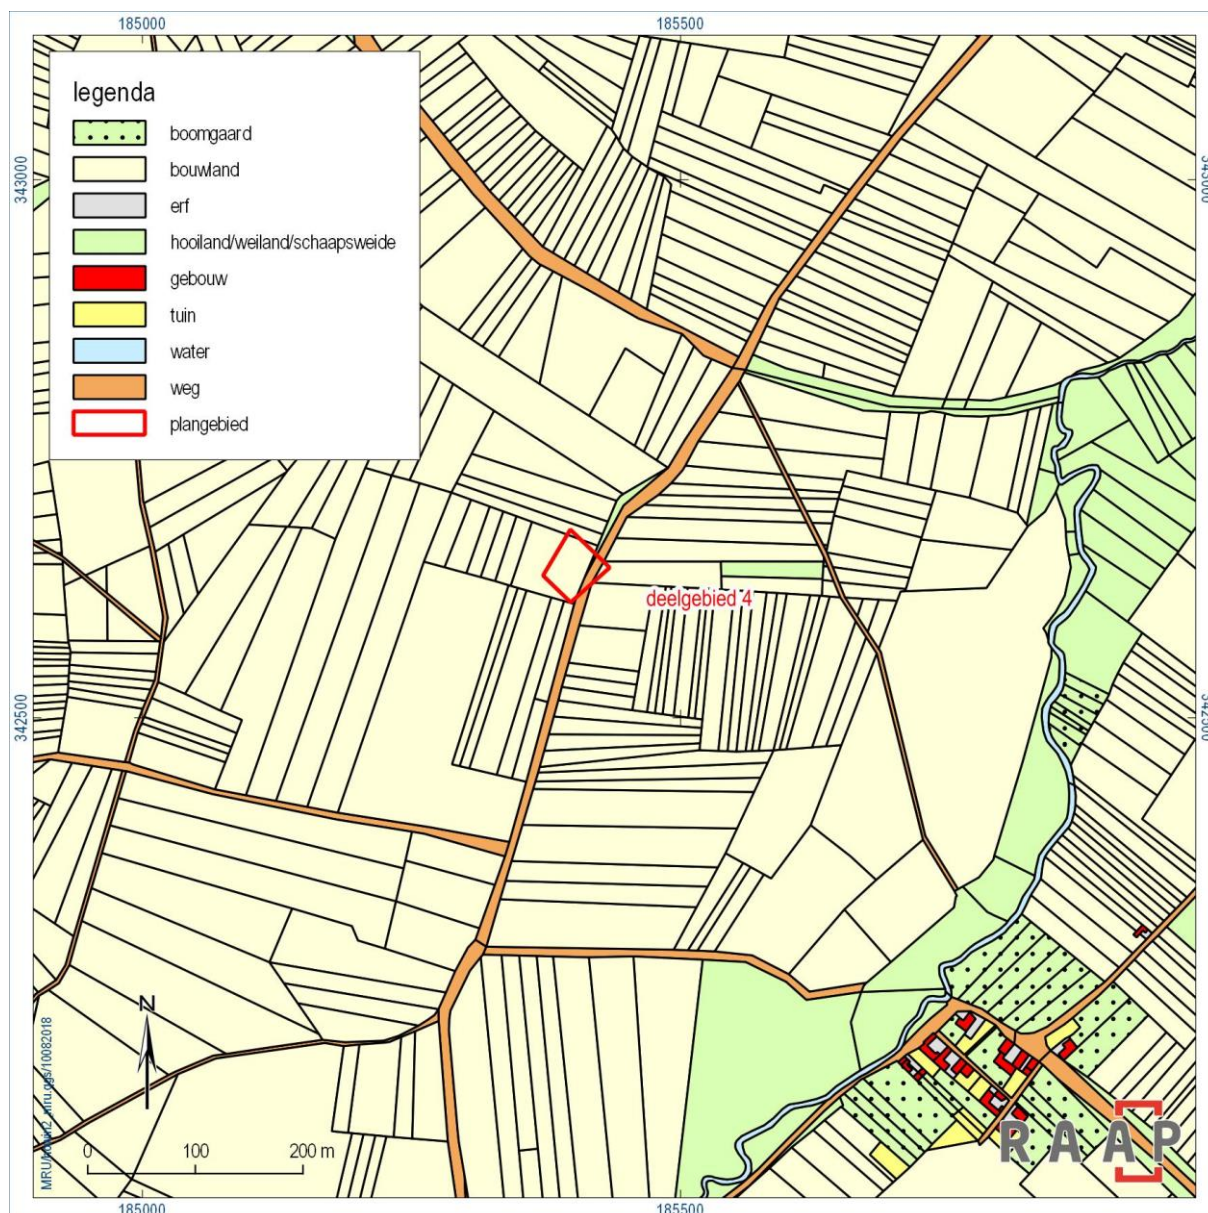 185000 185500
legenda
boomgaard
bouwland
erf
hooiland/weiland/schaapsweide
gebouw
tuin
water
weg
plangebied
343000 343000
deelgebied 4
342500 342500
N
0 100 200 m
RAAP
185000 185500